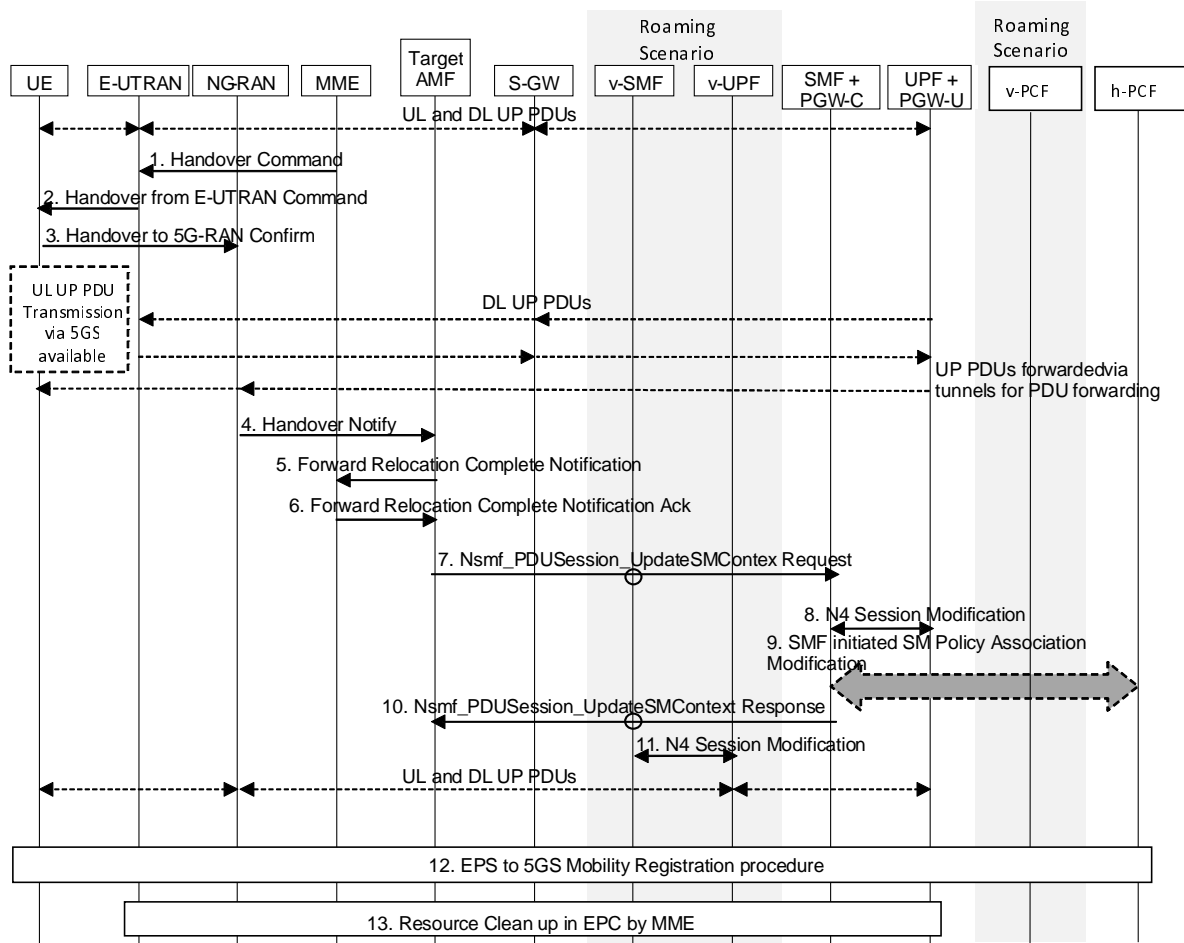 Roaming
Scenario
Roaming
Scenario
UE
E-UTRAN
NG-RAN
MME
Target
AMF
S-GW
v-SMF
v-UPF
SMF +
PGW-C
UPF +
PGW-U
v-PCF
h-PCF
UL and DL UP PDUs
1. Handover Command
2. Handover from E-UTRAN Command
3. Handover to 5G-RAN Confirm
UL UP PDU
Transmission
via 5GS
available
DL UP PDUs
UP PDUs forwardedvia
tunnels for PDU forwarding
4. Handover Notify
5. Forward Relocation Complete Notification
6. Forward Relocation Complete Notification Ack
7. Nsmf_PDUSession_UpdateSMContex Request
8. N4 Session Modification
9. SMF initiated SM Policy Association
Modification
10. Nsmf_PDUSession_UpdateSMContext Response
11. N4 Session Modification
UL and DL UP PDUs
12. EPS to 5GS Mobility Registration procedure
13. Resource Clean up in EPC by MME